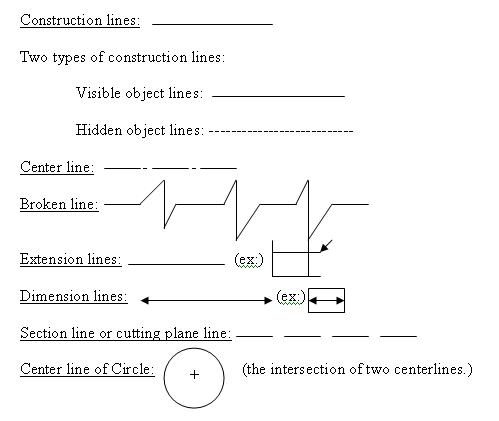 Construction lines:
Two types of construction lines:
Visible object lines:
Hidden object lines:
Center line:
Broken line:
Extension lines: (ex:)
Dimension lines: (ex:)
Section line or cutting plane line:
Center line of Circle: (the intersection of two centerlines.)